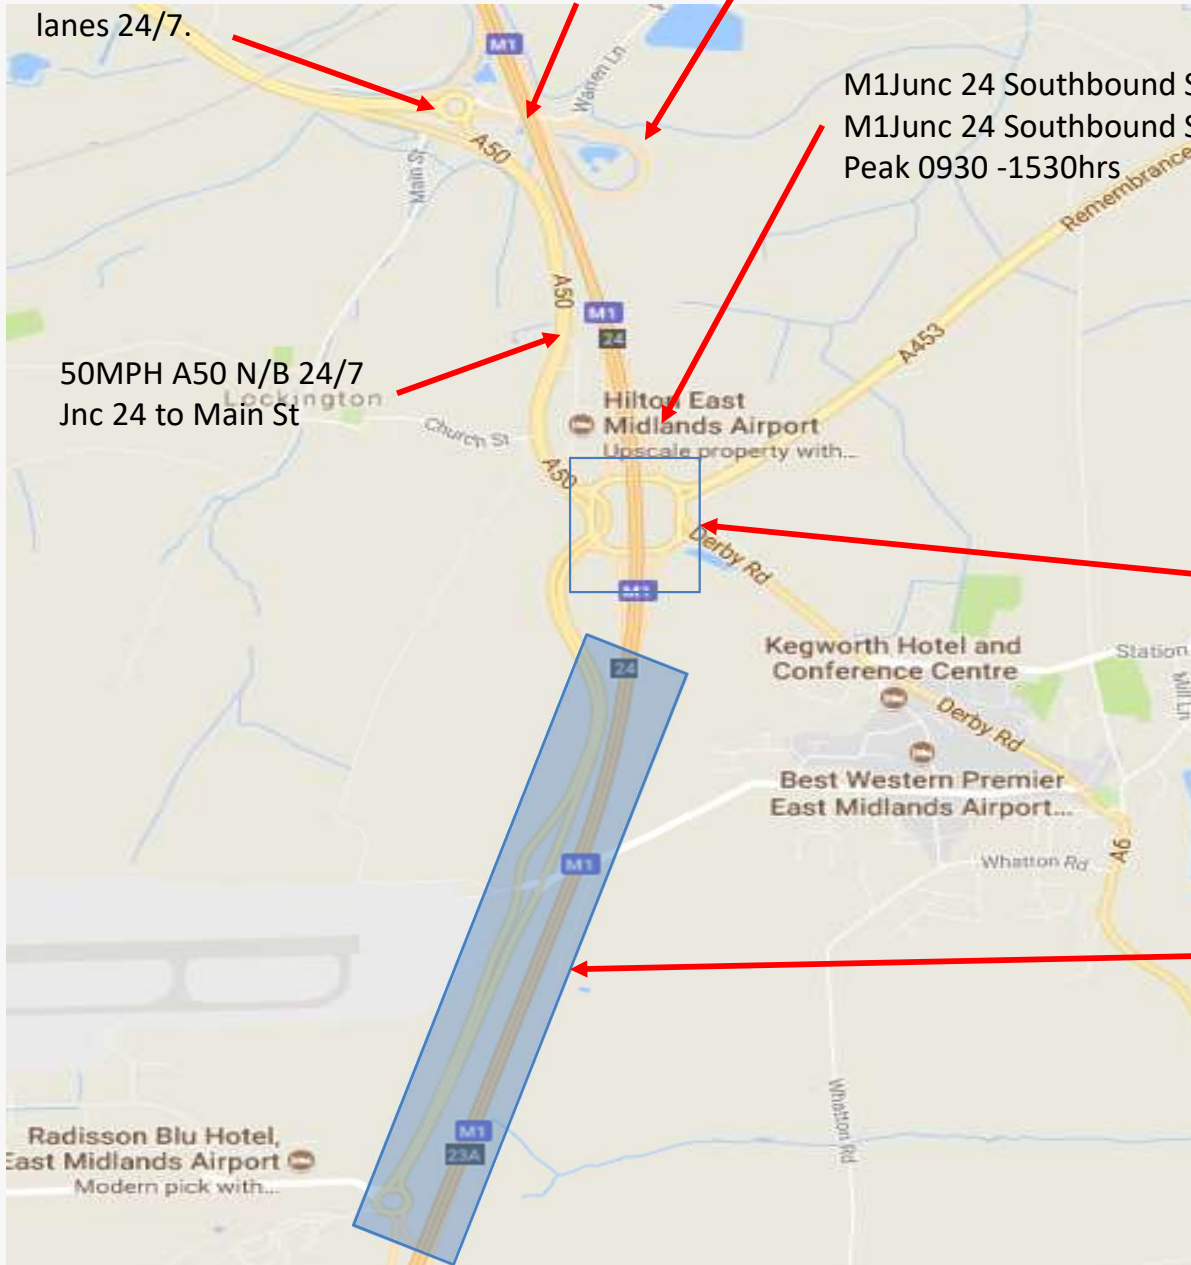 lanes 24/7.
M1
Warren Ln
M1Junc 24 Southbound S
M1Junc 24 Southbound S
Peak 0930 -1530hrs
A50
Main St
Remembrance
M1
A50
M1
24
A453
50MPH A50 N/B 24/7
Jnc 24 to Main St
Lockington
Hilton East
Midlands Airport
Upscale property with...
Church St
A50
Derby Rd
M1
Kegworth Hotel and
Conference Centre
Station
24
Mill Ln
Derby Rd
Best Western Premier
East Midlands Airport...
M1
Whatton Rd
A6
Whatton Rd
M1
23A
Radisson Blu Hotel,
East Midlands Airport
Modern pick with...